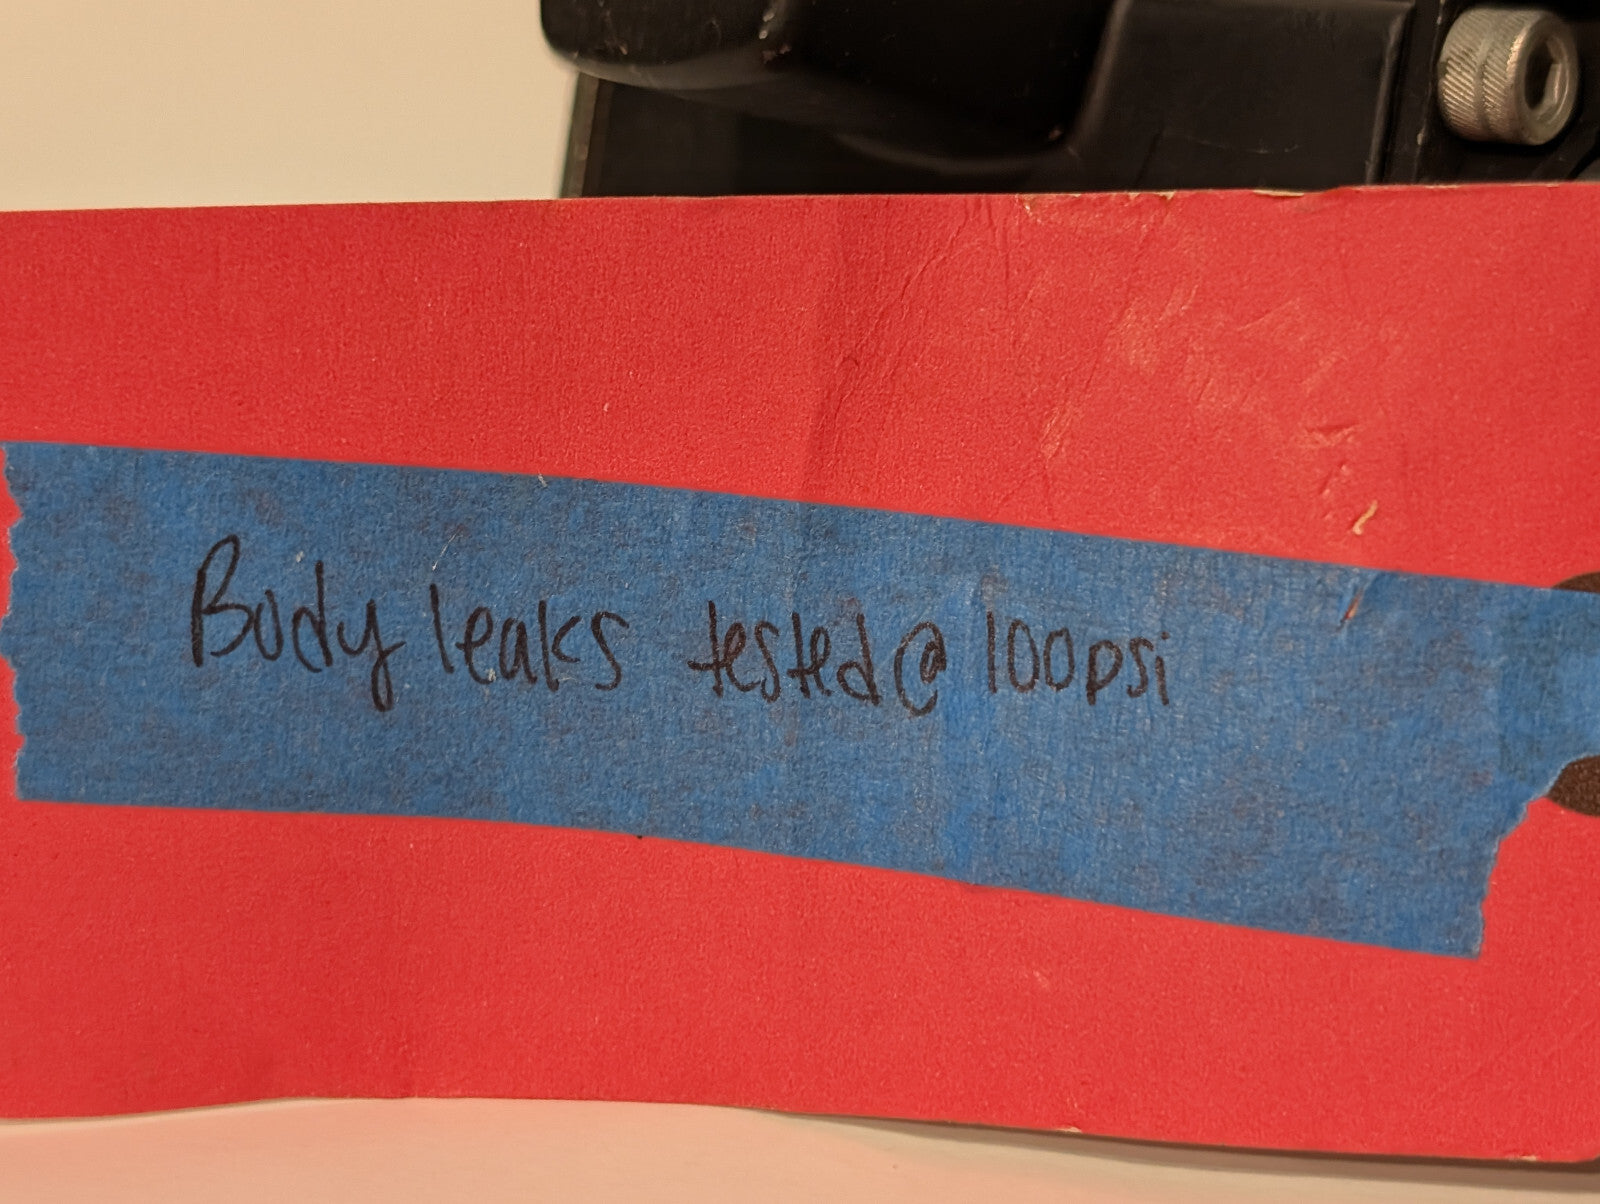 Body leaks tested @ 100psi